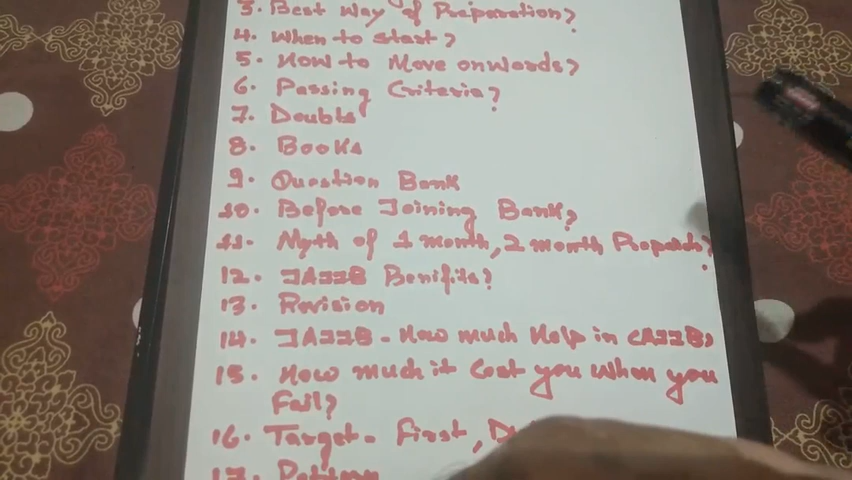 3. Best Way of Preparation?
4. When to start?
5. How to Move onwards?
6. Passing Criteria?
7. Doubts
8. Books
9. Question Bank
10. Before Joining Bank?
11. Myth of 1 month, 2 month
12. JAIIB Benifits?
13. Revision
14. JAIIB - How much Help in CAIIB?
15. How much it Cost you when you
Fail?
16. Target - First,
17.